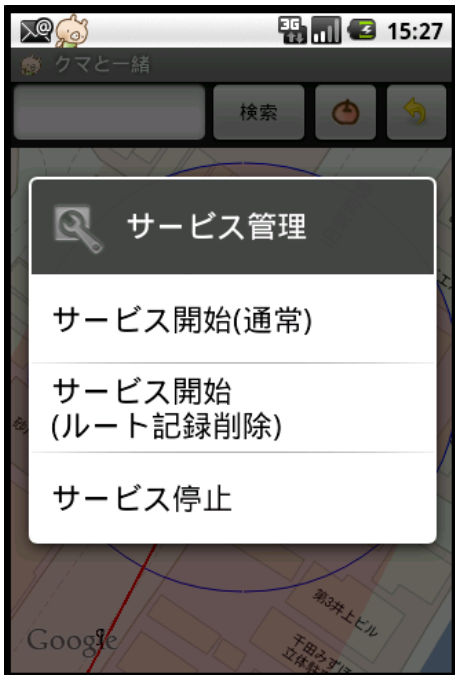 3G
15:27
クマと一緒
検索
サービス管理
サービス開始(通常)
サービス開始
(ルート記録削除)
サービス停止
第3井上ビル
千田みずほ
立体駐
Google